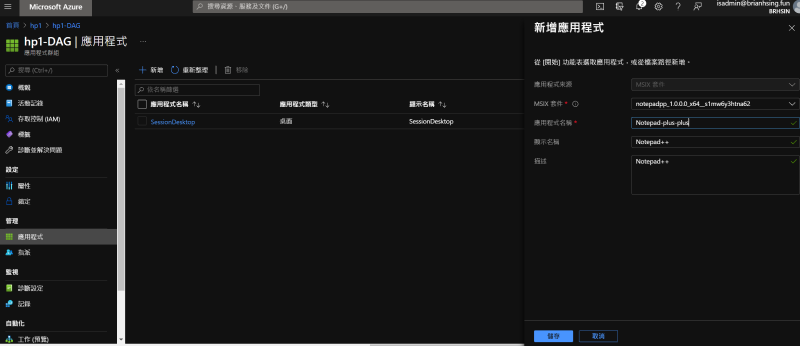 Microsoft Azure
搜尋資源、服務及文件 (G+/)
2
isadmin@brianhsing.fun
BRHSIN
首頁 > hp1 > hp1-DAG
hp1-DAG | 應用程式 ...
應用程式群組
搜尋 (Ctrl+/)
概觀
活動記錄
存取控制 (IAM)
標籤
診斷並解決問題
設定
屬性
鎖定
管理
應用程式
指派
監視
診斷設定
記錄
自動化
工作 (預覽)
新增
重新整理
移除
依名稱篩選
應用程式名稱
應用程式類型
顯示名稱
SessionDesktop
桌面
SessionDesktop
新增應用程式
從 [開始] 功能表選取應用程式，或從檔案路徑新增。
應用程式來源
MSIX 套件
MSIX 套件 *
notepadpp_1.0.0.0_x64__s1mw6y3htna62
應用程式名稱 *
Notepad-plus-plus
顯示名稱
Notepad++
描述
Notepad++
儲存
取消